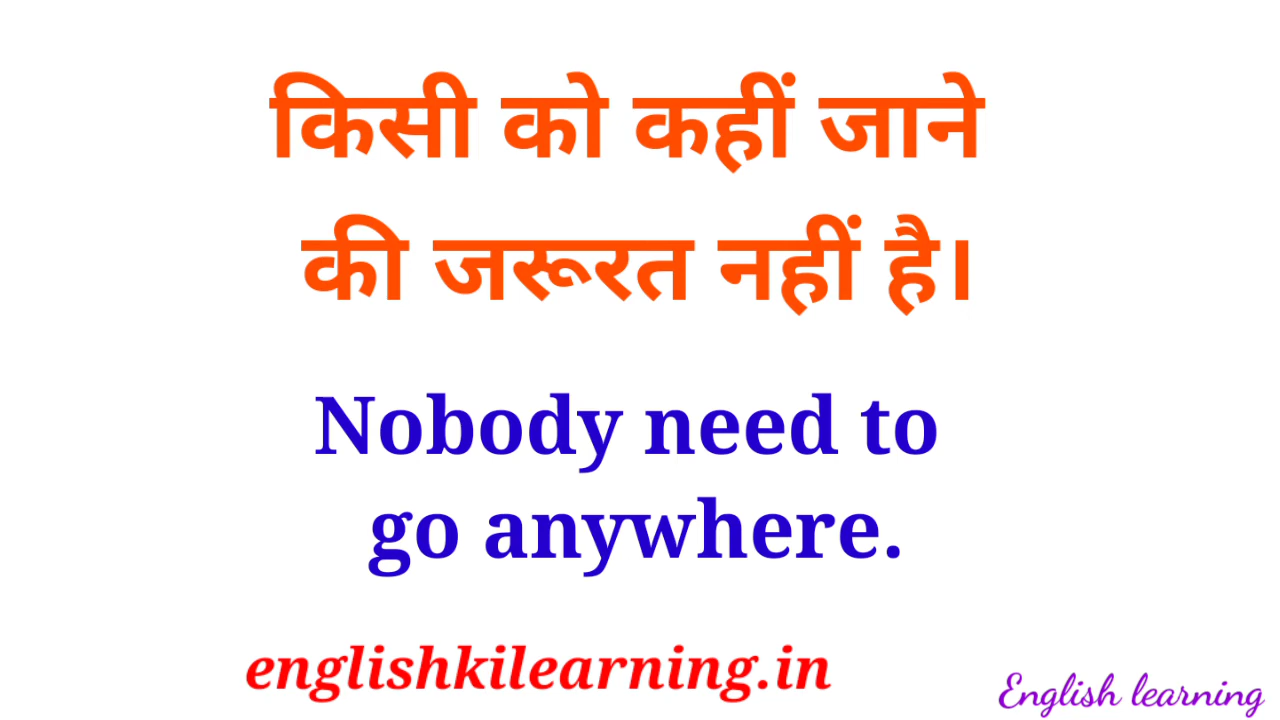 किसी को कहीं जाने
की जरूरत नहीं है।
Nobody need to
go anywhere.
englishkilearning.in
English learning